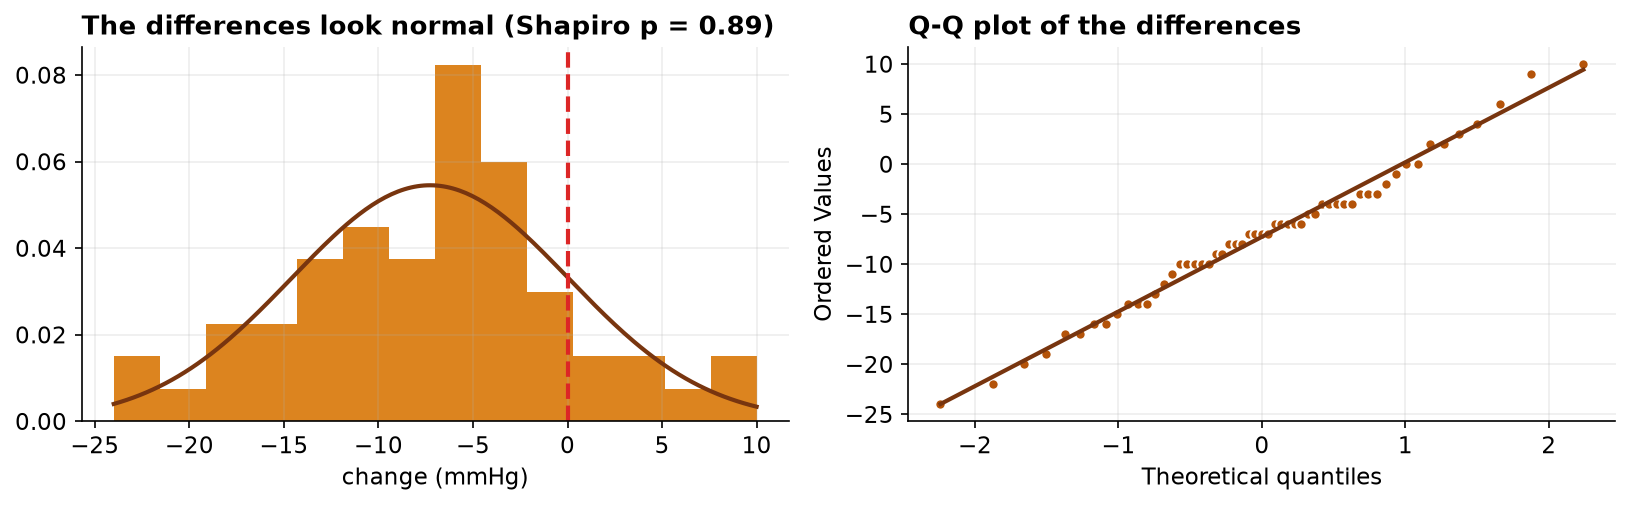 The differences look normal (Shapiro p = 0.89)
0.08
0.06
0.04
0.02
0.00
−25 −20 −15 −10 −5 0 5 10
change (mmHg)
Q-Q plot of the differences
Ordered Values
10
5
0
−5
−10
−15
−20
−25
−2 −1 0 1 2
Theoretical quantiles